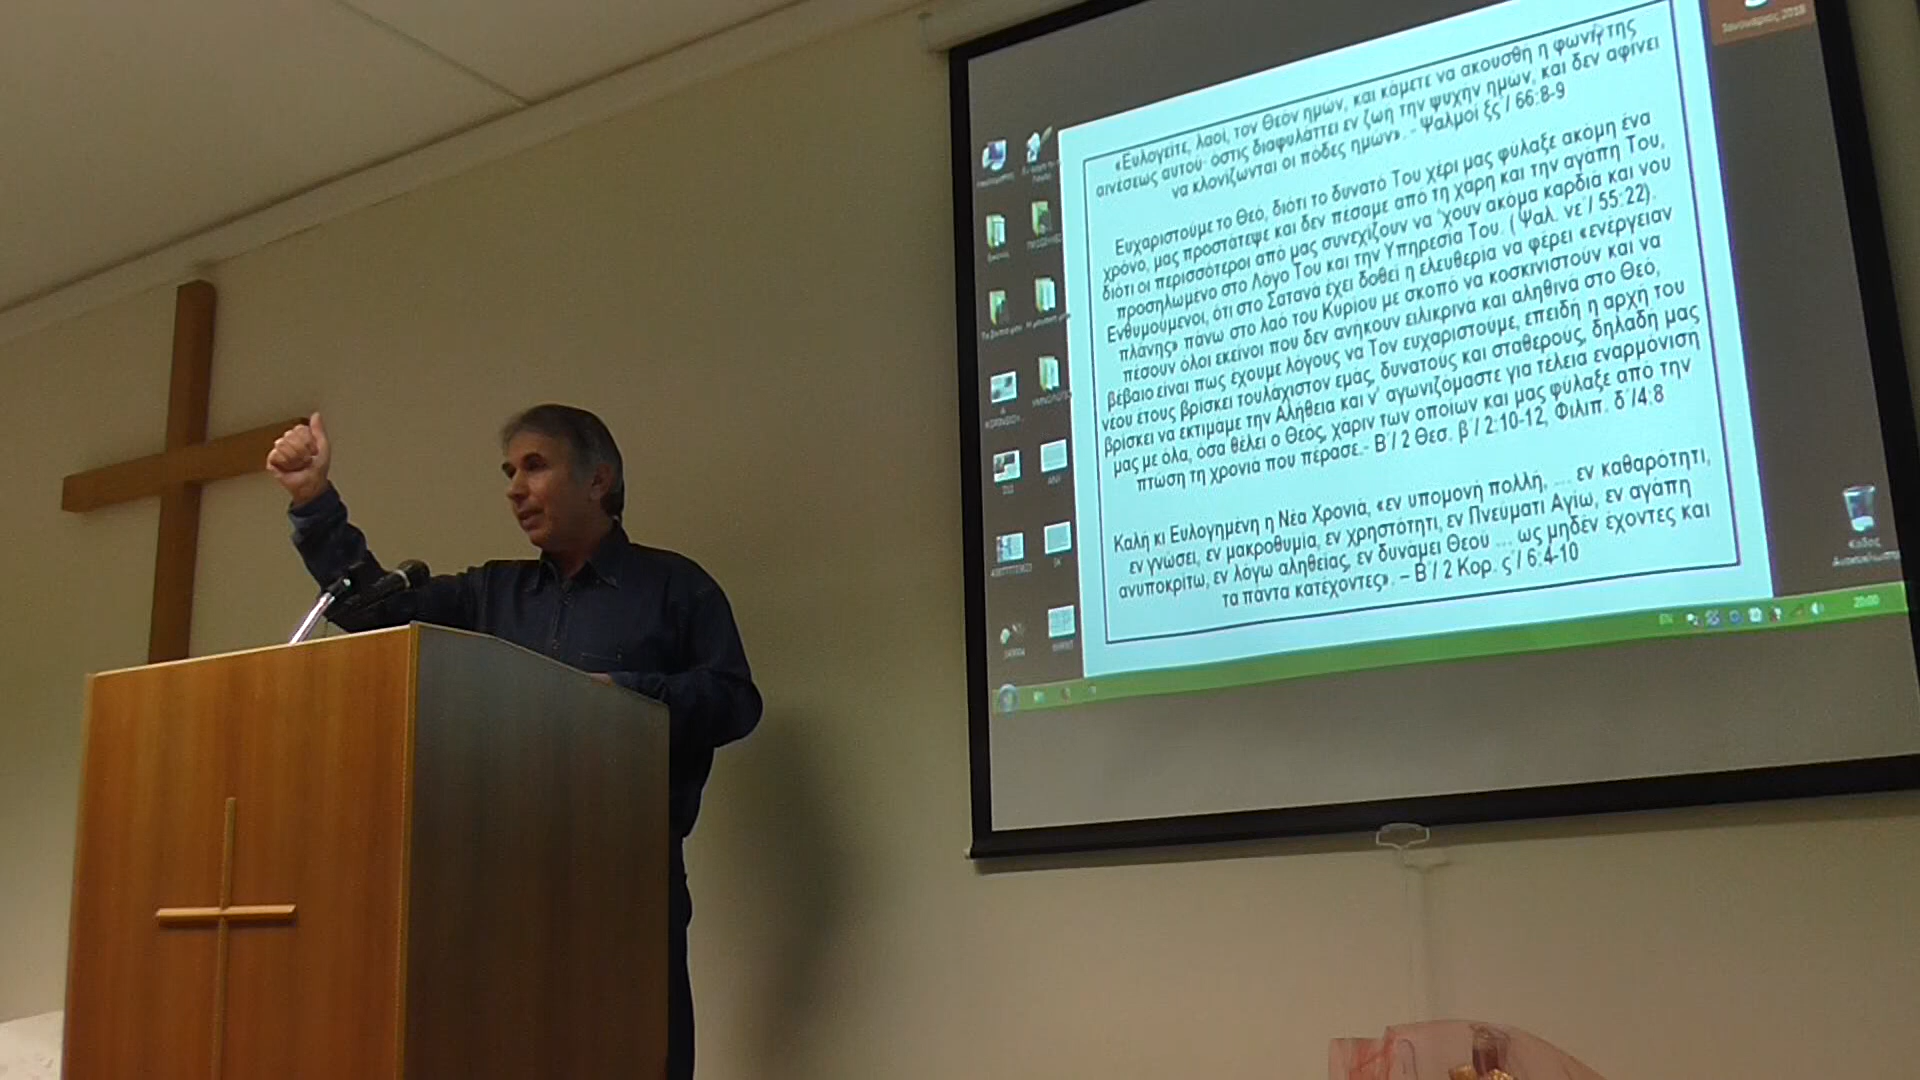 Ιανουαριος 2018
«Ευλογείτε, λαοί, τον Θεόν ημών, και κάμετε να ακουσθή η φωνή της
αινέσεως αυτού· όστις διαφυλάττει εν ζωή την ψυχήν ημών, και δεν αφίνει
να κλονίζωνται οι πόδες ημών». - Ψαλμοί ξς΄/ 66:8-9
Ευχαριστούμε το Θεό, διότι το δυνατό Του χέρι μας φύλαξε ακόμη ένα
χρόνο, μας προστάτεψε και δεν πέσαμε από τη χάρη και την αγάπη Του,
διότι οι περισσότεροι από μας συνεχίζουν να ΄χουν ακόμα καρδιά και νου
προσηλωμένο στο Λόγο Του και την Υπηρεσία Του. ( Ψαλ. νε΄/ 55:22).
Ενθυμούμενοι, ότι στο Σατανά έχει δοθεί η ελευθερία να φέρει «ενέργειαν
πλάνης» πάνω στο λαό του Κυρίου με σκοπό να κοσκινιστούν και να
πέσουν όλοι εκείνοι που δεν ανήκουν ειλικρινά και αληθινά στο Θεό,
βέβαιο είναι πως έχουμε λόγους να Τον ευχαριστούμε, επειδή η αρχή του
νέου έτους βρίσκει τουλάχιστον εμάς, δυνατούς και σταθερούς, δηλαδή μας
βρίσκει να εκτιμάμε την Αλήθεια και ν΄ αγωνιζόμαστε για τέλεια εναρμόνισή
μας με όλα, όσα θέλει ο Θεός, χάριν των οποίων και μας φύλαξε από την
πτώση τη χρονιά που πέρασε.- Β΄/ 2 Θεσ. β΄/ 2:10-12, Φιλιπ. δ΄/4:8
Καλή κι Ευλογημένη η Νέα Χρονιά, «εν υπομονή πολλή, ... εν καθαρότητι,
εν γνώσει, εν μακροθυμία, εν χρηστότητι, εν Πνεύματι Αγίω, εν αγάπη
ανυποκρίτω, εν λόγω αληθείας, εν δυνάμει Θεού ... ως μηδέν έχοντες και
τα πάντα κατέχοντες». – Β΄/ 2 Κορ. ς΄/ 6:4-10
Κάδος
EN
20:00